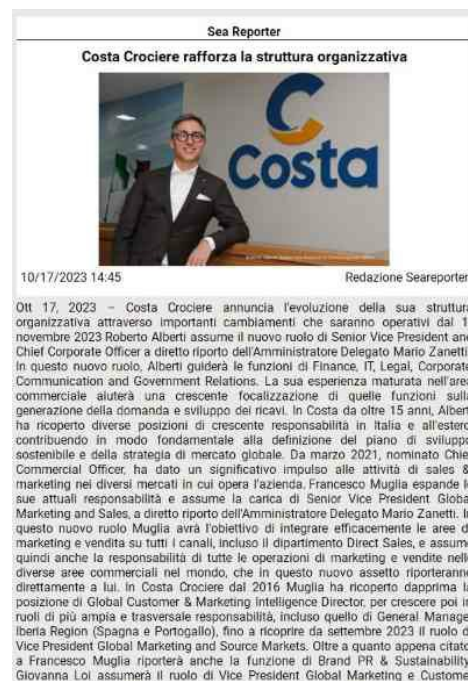 Sea Reporter
Costa Crociere rafforza la struttura organizzativa
Costa
10/17/2023 14:45 Redazione Seareporter
Ott 17, 2023 – Costa Crociere annuncia l'evoluzione della sua struttura
organizzativa attraverso importanti cambiamenti che saranno operativi dal 1
novembre 2023 Roberto Alberti assume il nuovo ruolo di Senior Vice President and
Chief Corporate Officer a diretto riporto dell'Amministratore Delegato Mario Zanetti.
In questo nuovo ruolo, Alberti guiderà le funzioni di Finance, IT, Legal, Corporate
Communication and Government Relations. La sua esperienza maturata nell'area
commerciale aiuterà una crescente focalizzazione di quelle funzioni sulla
generazione della domanda e sviluppo dei ricavi. In Costa da oltre 15 anni, Alberti
ha ricoperto diverse posizioni di crescente responsabilità in Italia e all'estero,
contribuendo in modo fondamentale alla definizione del piano di sviluppo
sostenibile e della strategia di mercato globale. Da marzo 2021, nominato Chief
Commercial Officer, ha dato un significativo impulso alle attività di sales &
marketing nei diversi mercati in cui opera l'azienda. Francesco Muglia espande le
sue attuali responsabilità e assume la carica di Senior Vice President Global
Marketing and Sales, a diretto riporto dell'Amministratore Delegato Mario Zanetti. In
questo nuovo ruolo Muglia avrà l'obiettivo di integrare efficacemente le aree di
marketing e vendita su tutti i canali, incluso il dipartimento Direct Sales, e assume
quindi anche la responsabilità di tutte le operazioni di marketing e vendite nelle
diverse aree commerciali nel mondo, che in questo nuovo assetto riporteranno
direttamente a lui. In Costa Crociere dal 2016 Muglia ha ricoperto dapprima la
posizione di Global Customer & Marketing Intelligence Director, per crescere poi in
ruoli di più ampia e trasversale responsabilità, incluso quello di General Manager
Iberia Region (Spagna e Portogallo), fino a ricoprire da settembre 2023 il ruolo di
Vice President Global Marketing and Source Markets. Oltre a quanto appena citato,
a Francesco Muglia riporterà anche la funzione di Brand PR & Sustainability.
Giovanna Loi assumerà il ruolo di Vice President Global Marketing e Customer